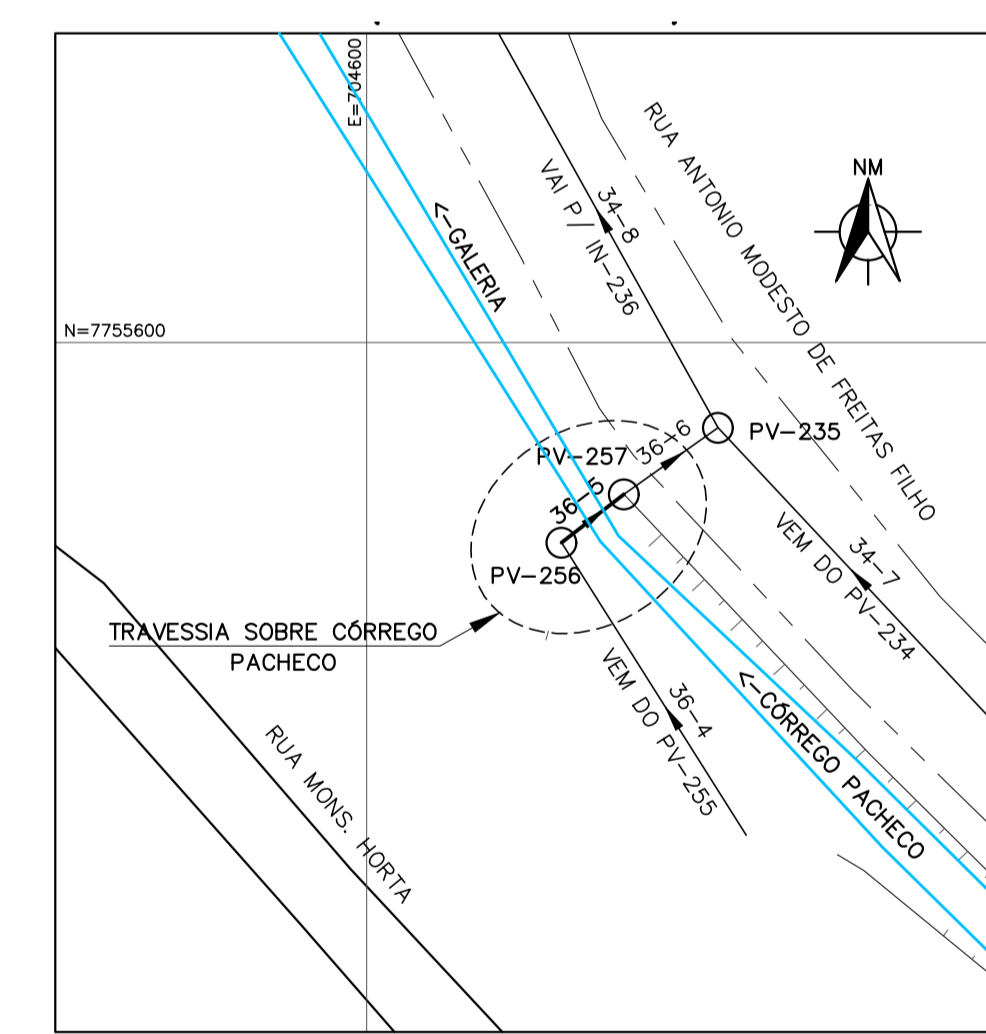 E=704600
RUA ANTONIO MODESTO DE FREITAS FILHO
NM
34-8
VAI P/ IN-236
<-GALERIA
N=7755600
PV-235
36-6
PV-257
36-5
PV-256
34-7
VEM DO PV-234
TRAVESSIA SOBRE CÓRREGO
PACHECO
36-4
VEM DO PV-255
<-CÓRREGO PACHECO
RUA MONS. HORTA